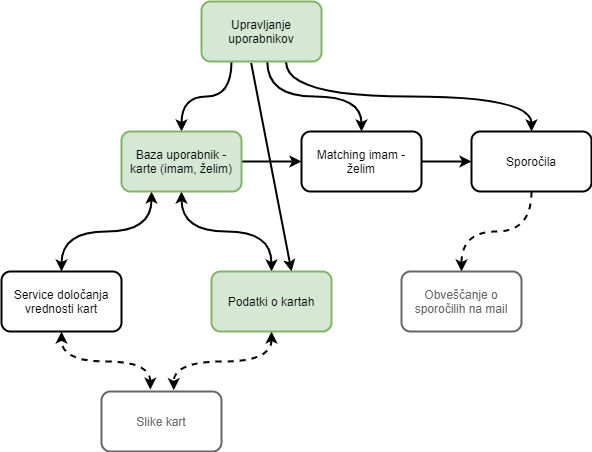 Upravljanje
uporabnikov
Baza uporabnik -
karte (imam, želim)
Matching imam -
želim
Sporočila
Service določanja
vrednosti kart
Podatki o kartah
Obveščanje o
sporočilih na mail
Slike kart